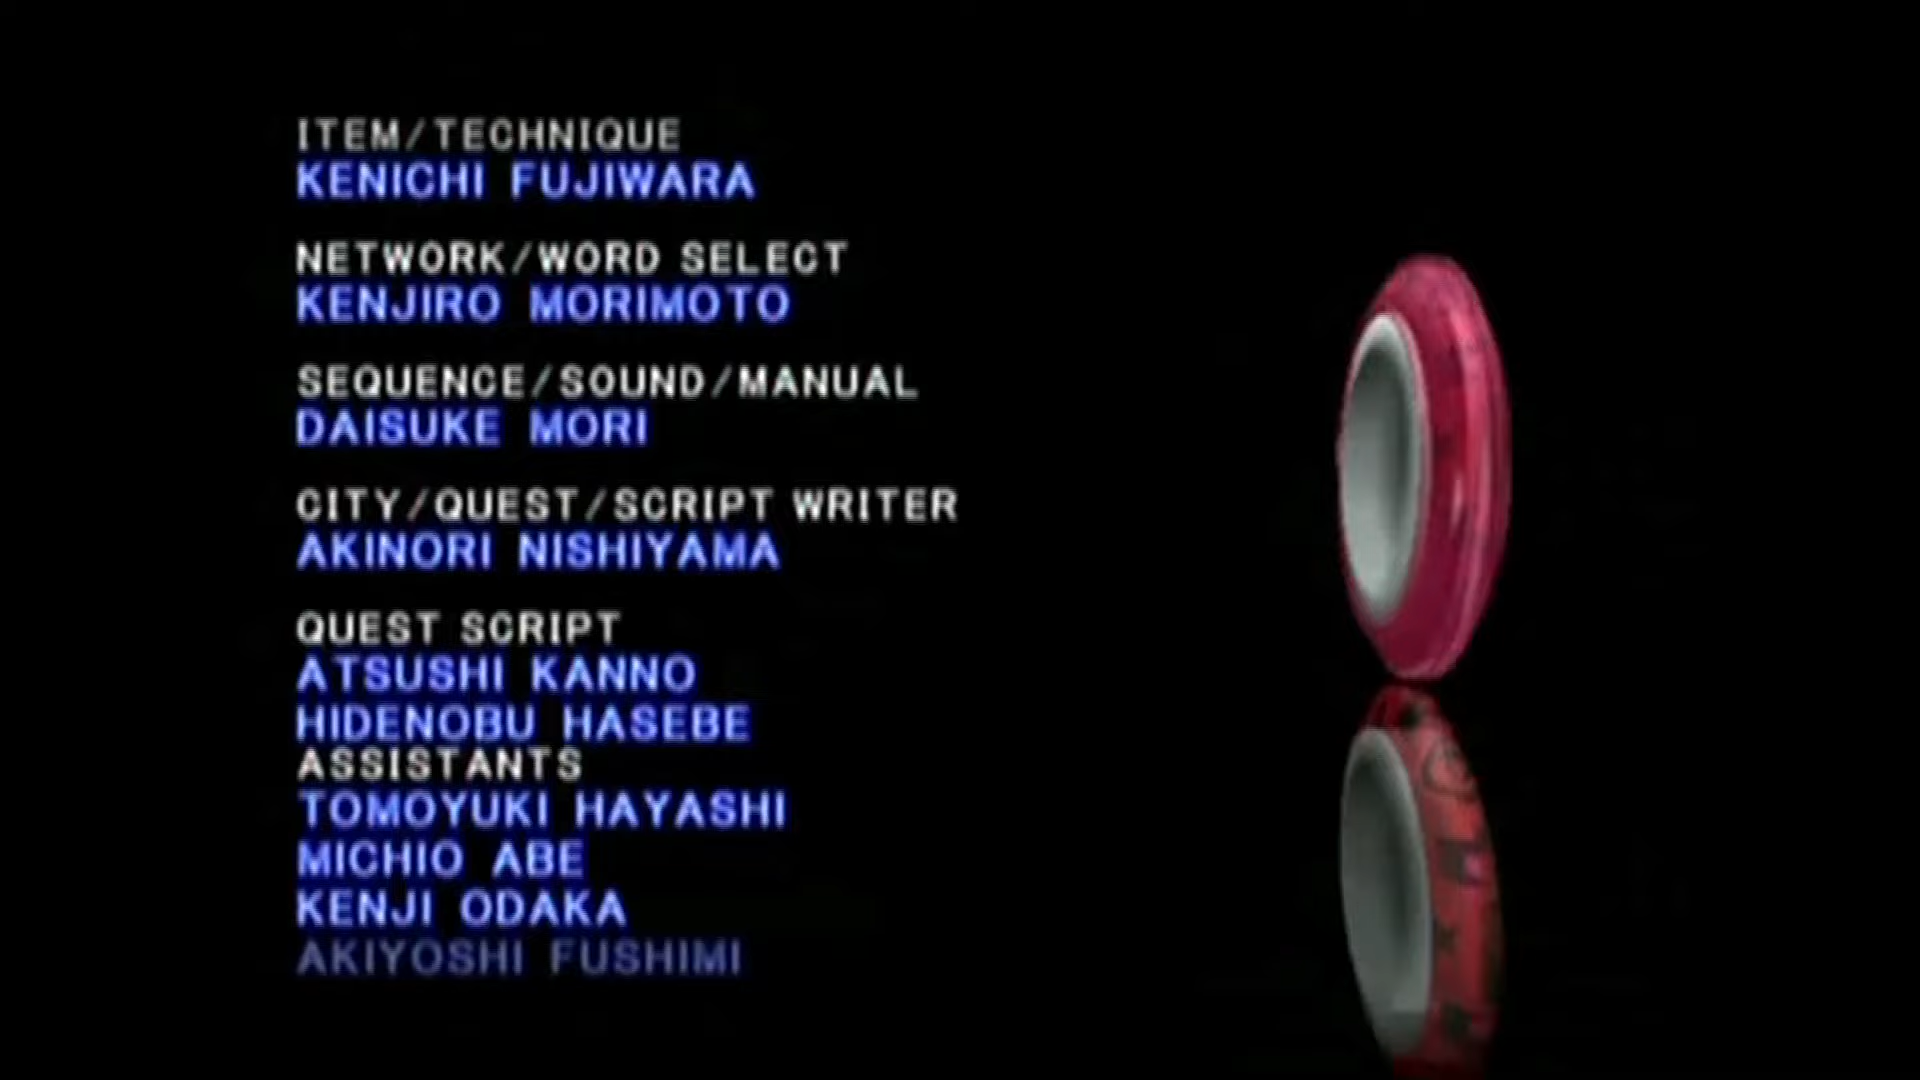 ITEM/TECHNIQUE
KENICHI FUJIWARA
NETWORK/WORD SELECT
KENJIRO MORIMOTO
SEQUENCE/SOUND/MANUAL
DAISUKE MORI
CITY/QUEST/SCRIPT WRITER
AKINORI NISHIYAMA
QUEST SCRIPT
ATSUSHI KANNO
HIDENOBU HASEBE
ASSISTANTS
TOMOYUKI HAYASHI
MICHIO ABE
KENJI ODAKA
AKIYOSHI FUSHIMI